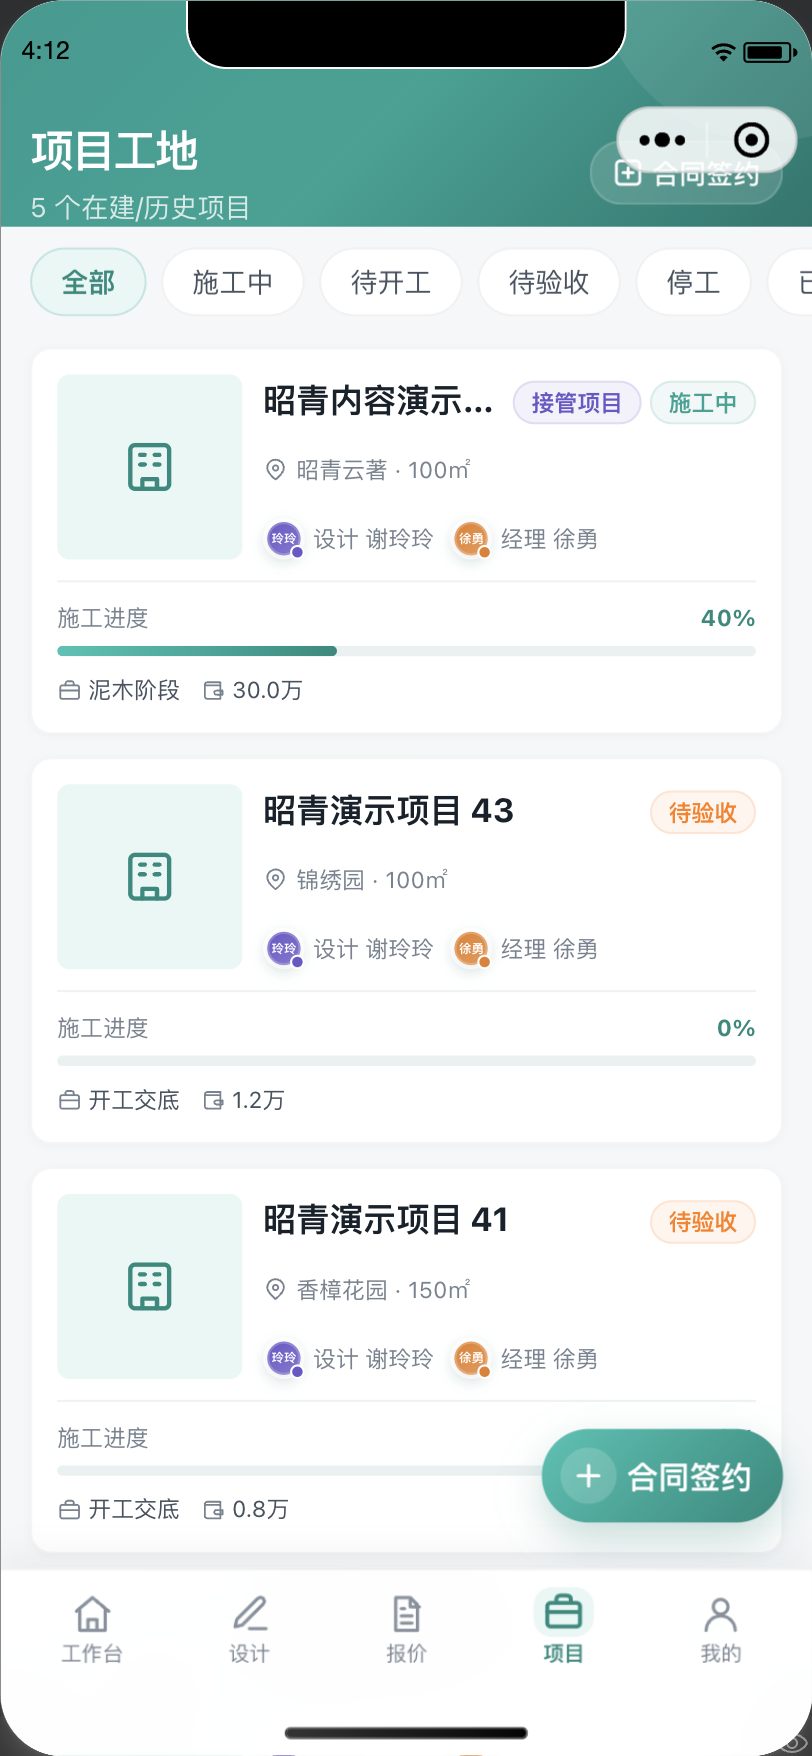 4:12
项目工地
合同签约
5 个在建/历史项目
全部 施工中 待开工 待验收 停工
昭青内容演示... 接管项目 施工中
昭青云著 · 100㎡
玲玲 设计 谢玲玲 徐勇 经理 徐勇
施工进度 40%
泥木阶段 30.0万
昭青演示项目 43 待验收
锦绣园 · 100㎡
玲玲 设计 谢玲玲 徐勇 经理 徐勇
施工进度 0%
开工交底 1.2万
昭青演示项目 41 待验收
香樟花园 · 150㎡
玲玲 设计 谢玲玲 徐勇 经理 徐勇
施工进度
合同签约
开工交底 0.8万
工作台 设计 报价 项目 我的